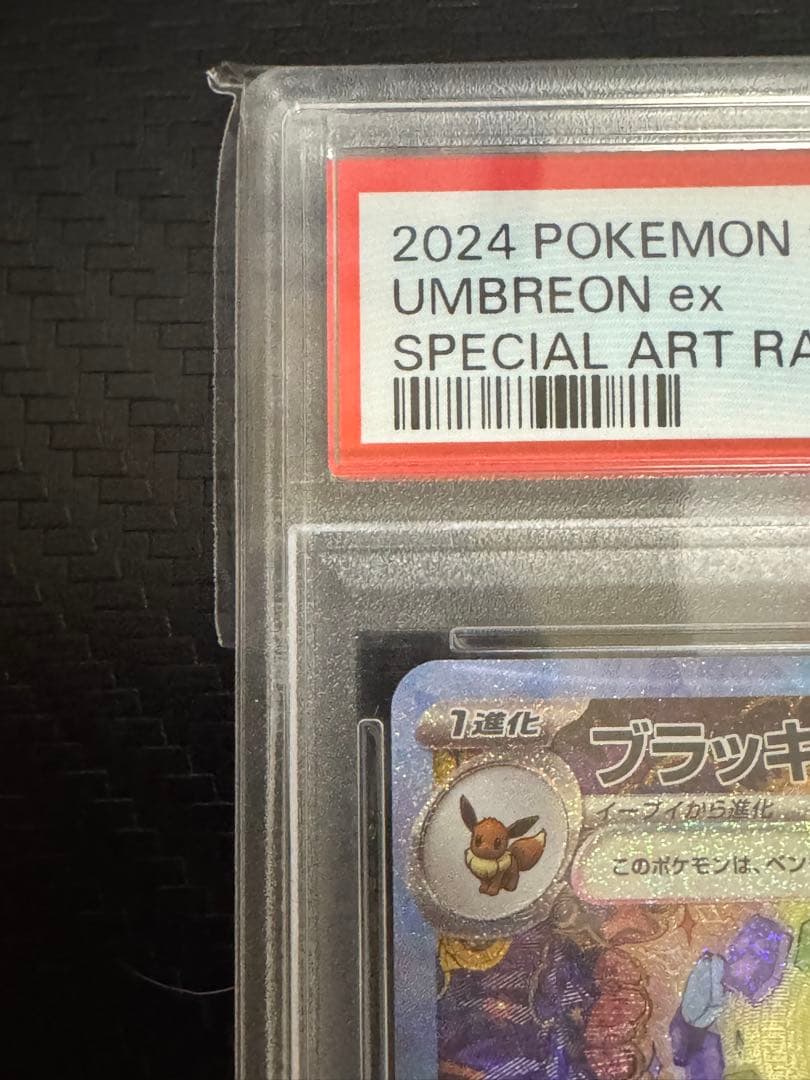 2024 POKEMON
UMBREON ex
SPECIAL ART RA
1進化
ブラッキ
イーブイから進化
このポケモンは、ベン